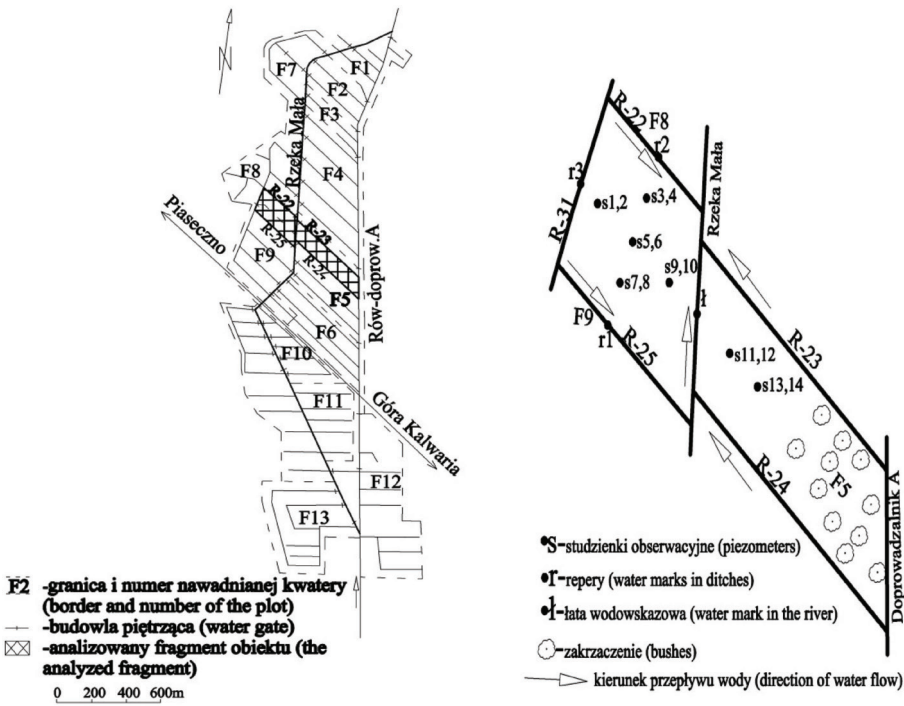 N
F7
F1
F2
F3
Rzeka Mała
F4
F8
R-22
R-23
Piaseczno
R-25
R-24
F9
F5
Rów-doprow.A
F6
F10
F11
Góra Kalwaria
F12
F13
F2 -granica i numer nawadnianej kwatery
(border and number of the plot)
-budowla piętrząca (water gate)
-analizowany fragment obiektu (the
analyzed fragment)
0 200 400 600m
R-22
F8
r2
Rzeka Mała
r3
s1,2
s3,4
R-31
s5,6
s7,8
s9,10
ł
F9
r1
R-25
s11,12
R-23
s13,14
R-24
F5
Doprowadzalnik A
S-studzienki obserwacyjne (piezometers)
r-repery (water marks in ditches)
ł-łata wodowskazowa (water mark in the river)
-zakrzaczenie (bushes)
kierunek przepływu wody (direction of water flow)